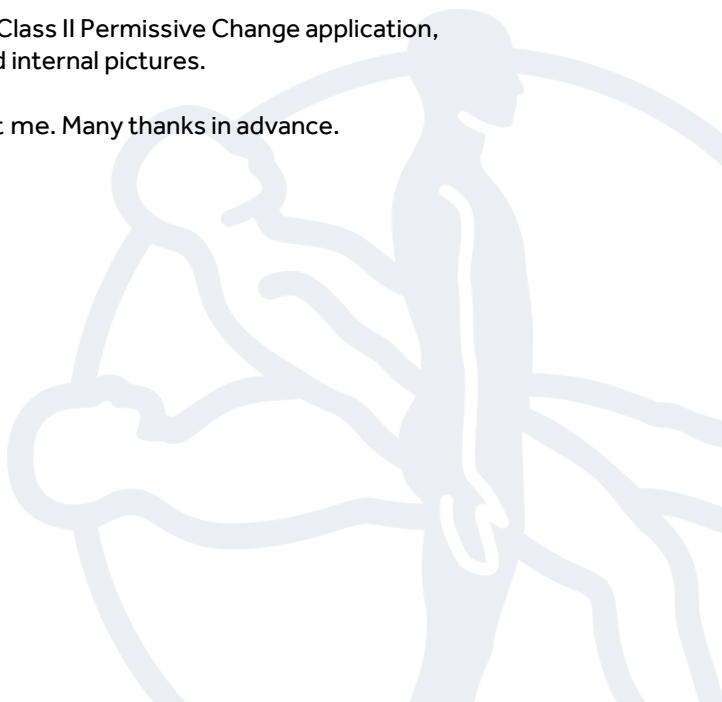 Class II Permissive Change application,
d internal pictures.
t me. Many thanks in advance.